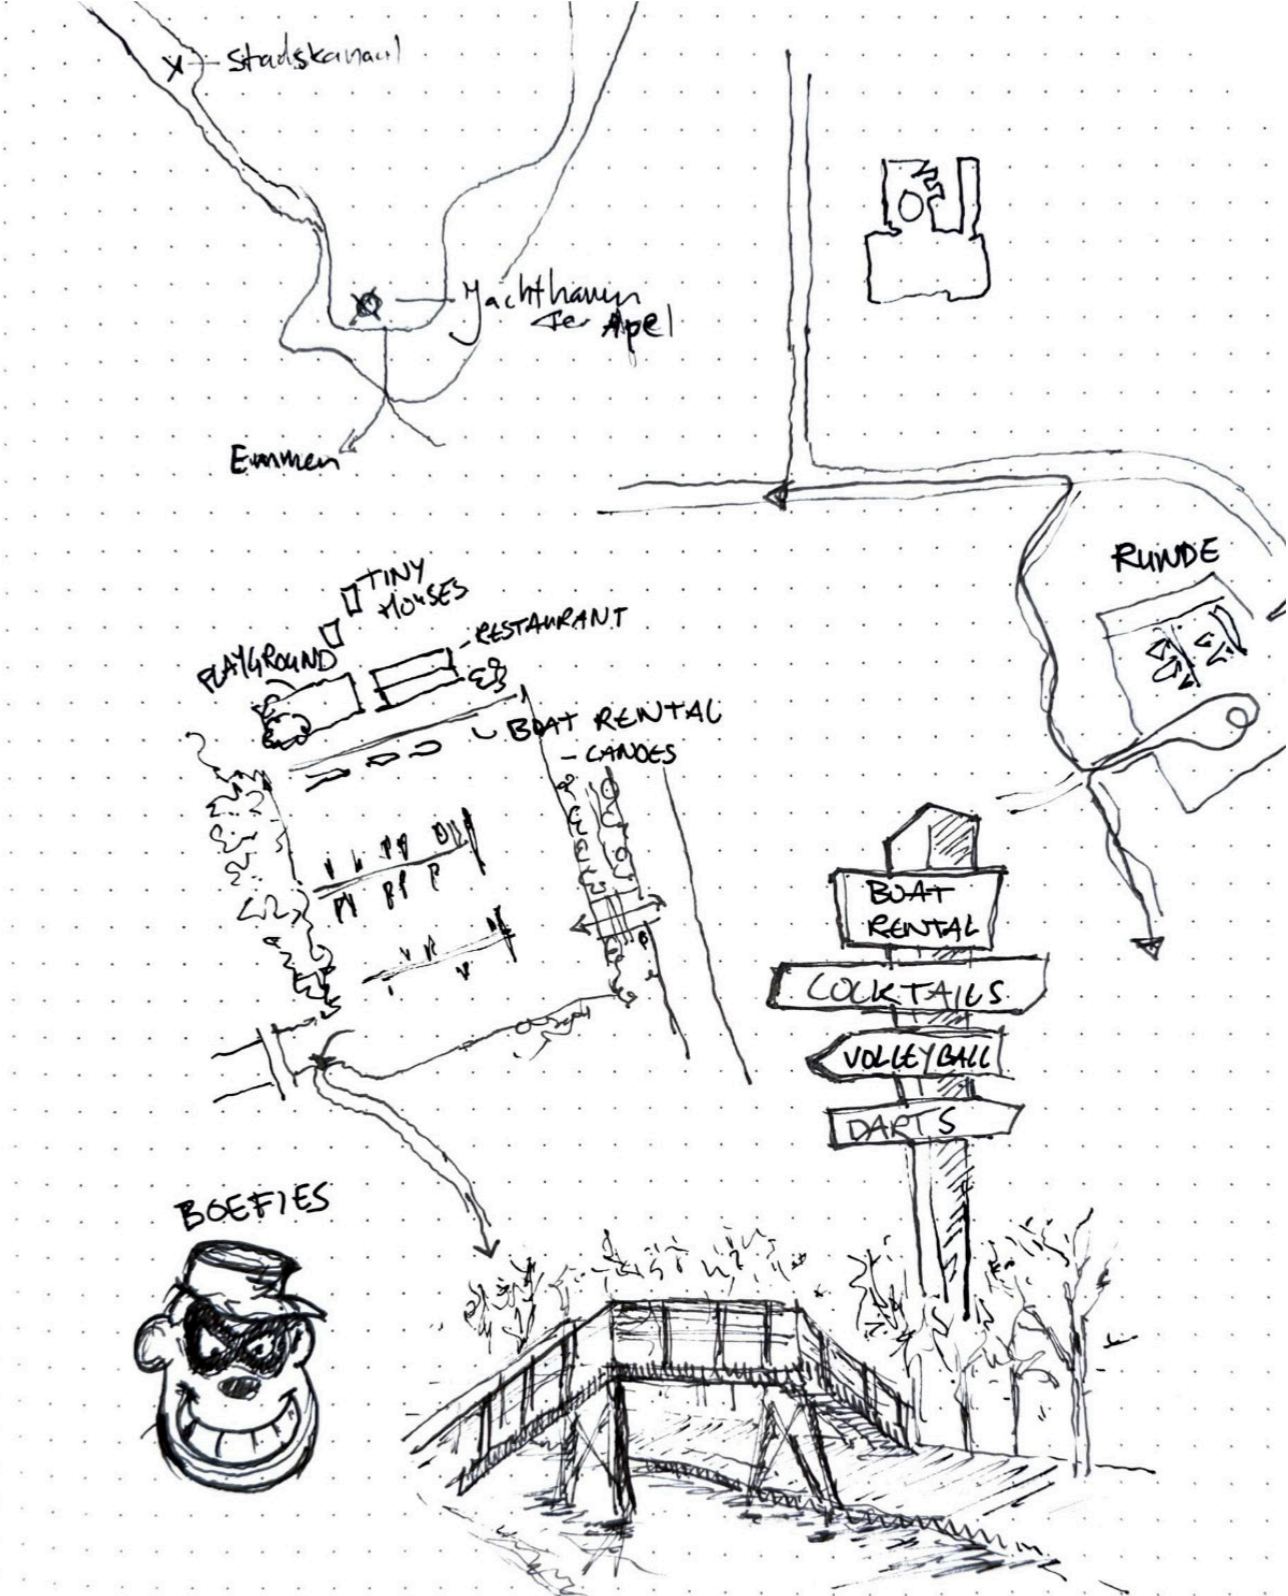 Stadskanaal
Jachthaven
Ter Apel
Emmen
RUNDE
TINY
HOUSES
RESTAURANT
PLAYGROUND
BOAT RENTAL
- CANOES
BOAT
RENTAL
COCKTAILS
VOLLEYBALL
DARTS
BOEFIES